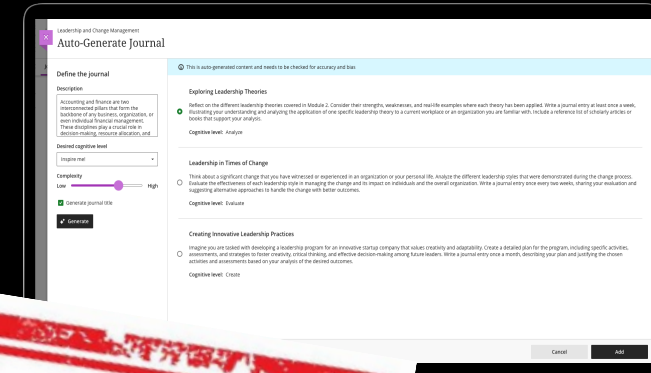 Leadership and Change Management
Auto-Generate Journal
Define the journal
Description
Accounting and finance are two
interconnected pillars that form the
backbone of any business, organization, or
even individual financial management.
These disciplines play a crucial role in
decision-making, resource allocation, and
Desired cognitive level
Inspire me!
Complexity
Low
High
Generate journal title
Generate
This is auto-generated content and needs to be checked for accuracy and bias
Exploring Leadership Theories
Reflect on the different leadership theories covered in Module 2. Consider their strengths, weaknesses, and real-life examples where each theory has been applied. Write a journal entry at least once a week,
illustrating your understanding and analyzing the application of one specific leadership theory to a current workplace or an organization you are familiar with. Include a reference list of scholarly articles or
books that support your analysis.
Cognitive level: Analyze
Leadership in Times of Change
Think about a significant change that you have witnessed or experienced in an organization or your personal life. Analyze the different leadership styles that were demonstrated during the change process.
Evaluate the effectiveness of each leadership style in managing the change and its impact on individuals and the overall organization. Write a journal entry once every two weeks, sharing your evaluation and
suggesting alternative approaches to handle the change with better outcomes.
Cognitive level: Evaluate
Creating Innovative Leadership Practices
Imagine you are tasked with developing a leadership program for an innovative startup company that values creativity and adaptability. Create a detailed plan for the program, including specific activities,
assessments, and strategies to foster creativity, critical thinking, and effective decision-making among future leaders. Write a journal entry once a month, describing your plan and justifying the chosen
activities and assessments based on your analysis of the desired outcomes.
Cognitive level: Create
Cancel
Add